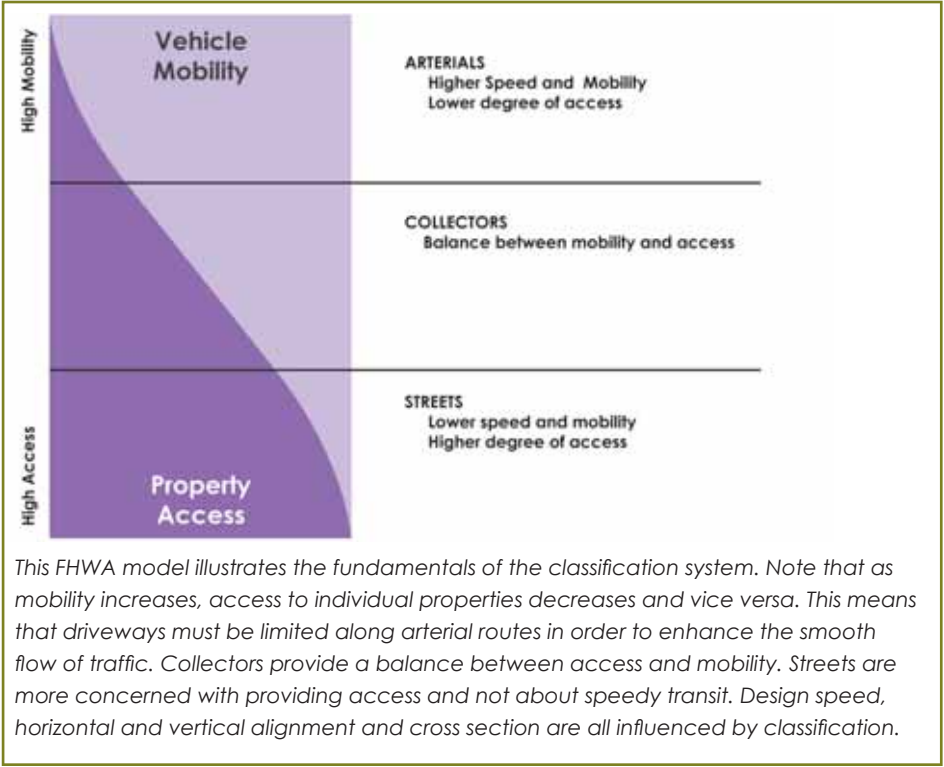 High Mobility
Vehicle
Mobility
ARTERIALS
Higher Speed and Mobility
Lower degree of access
COLLECTORS
Balance between mobility and access
STREETS
Lower speed and mobility
Higher degree of access
High Access
Property
Access
This FHWA model illustrates the fundamentals of the classification system. Note that as
mobility increases, access to individual properties decreases and vice versa. This means
that driveways must be limited along arterial routes in order to enhance the smooth
flow of traffic. Collectors provide a balance between access and mobility. Streets are
more concerned with providing access and not about speedy transit. Design speed,
horizontal and vertical alignment and cross section are all influenced by classification.